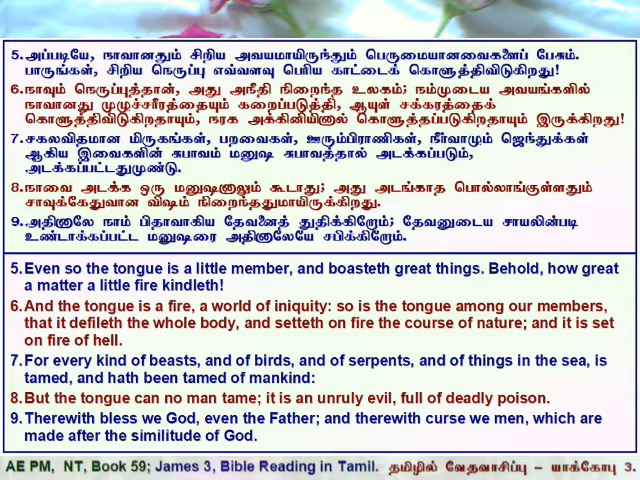 5. அப்படியே, நாவானதும் சிறிய அவயமாயிருந்தும் பெருமையானவைகளைப் பேசும்.
பாருங்கள், சிறிய நெருப்பு எவ்வளவு பெரிய காட்டைக் கொளுத்திவிடுகிறது!
6. நாவும் நெருப்புத்தான், அது அநீதி நிறைந்த உலகம்; நம்முடைய அவயங்களில்
நாவானது முழுச்சரீரத்தையும் கறைப்படுத்தி, ஆயுள் சக்கரத்தைக்
கொளுத்திவிடுகிறதாயும், நரக அக்கினியினால் கொளுத்தப்படுகிறதாயும் இருக்கிறது!
7. சகலவிதமான மிருகங்கள், பறவைகள், ஊரும்பிராணிகள், நீர்வாழும் ஜெந்துக்கள்
ஆகிய இவைகளின் சுபாவம் மனுஷ சுபாவத்தால் அடக்கப்படும்,
அடக்கப்பட்டதுமுண்டு.
8. நாவை அடக்க ஒரு மனுஷனாலும் கூடாது; அது அடங்காத பொல்லாங்குள்ளதும்
சாவுக்கேதுவான விஷம் நிறைந்ததுமாயிருக்கிறது.
9. அதினாலே நாம் பிதாவாகிய தேவனைத் துதிக்கிறோம்; தேவனுடைய சாயலின்படி
உண்டாக்கப்பட்ட மனுஷரை அதினாலேயே சபிக்கிறோம்.
5. Even so the tongue is a little member, and boasteth great things. Behold, how great
a matter a little fire kindleth!
6. And the tongue is a fire, a world of iniquity: so is the tongue among our members,
that it defileth the whole body, and setteth on fire the course of nature; and it is set
on fire of hell.
7. For every kind of beasts, and of birds, and of serpents, and of things in the sea, is
tamed, and hath been tamed of mankind:
8. But the tongue can no man tame; it is an unruly evil, full of deadly poison.
9. Therewith bless we God, even the Father; and therewith curse we men, which are
made after the similitude of God.
AE PM, NT, Book 59; James 3, Bible Reading in Tamil. தமிழில் வேதவாசிப்பு – யாக்கோபு 3.